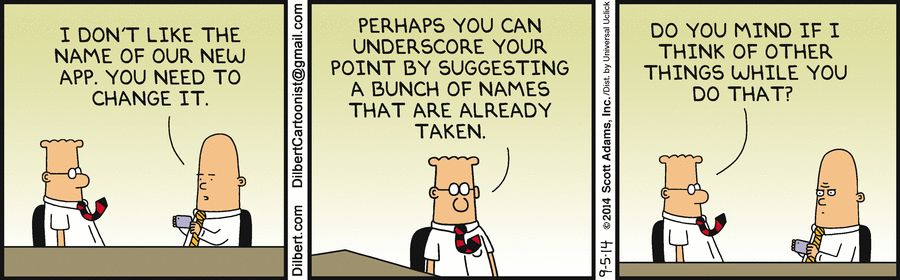 I DON'T LIKE THE
NAME OF OUR NEW
APP. YOU NEED TO
CHANGE IT.
Dilbert.com DilbertCartoonist@gmail.com
PERHAPS YOU CAN
UNDERSCORE YOUR
POINT BY SUGGESTING
A BUNCH OF NAMES
THAT ARE ALREADY
TAKEN.
9-5-14 ©2014 Scott Adams, Inc./Dist. by Universal Uclick
DO YOU MIND IF I
THINK OF OTHER
THINGS WHILE YOU
DO THAT?